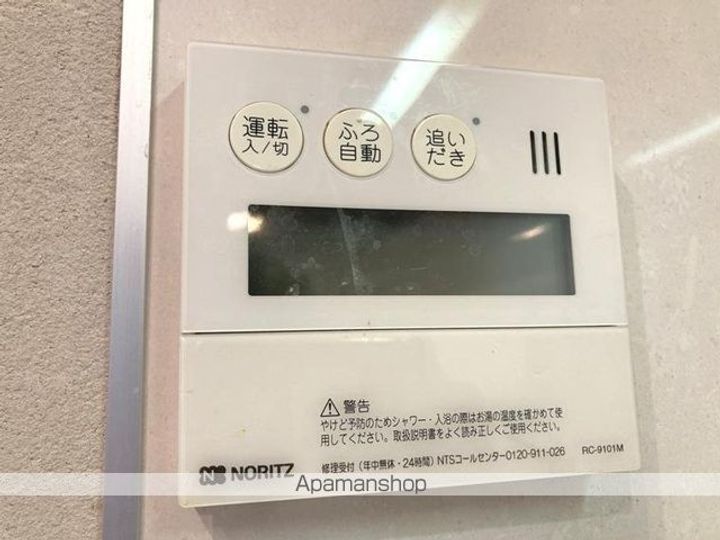 運転
入/切
ふろ
自動
追い
だき
警告
やけど予防のためシャワー・入浴の際はお湯の温度を確かめて使
用してください。取扱説明書をよく読み正しくご使用ください。
NORITZ
修理受付(年中無休・24時間)NTSコールセンター0120-911-026
RC-9101M
Apamanshop